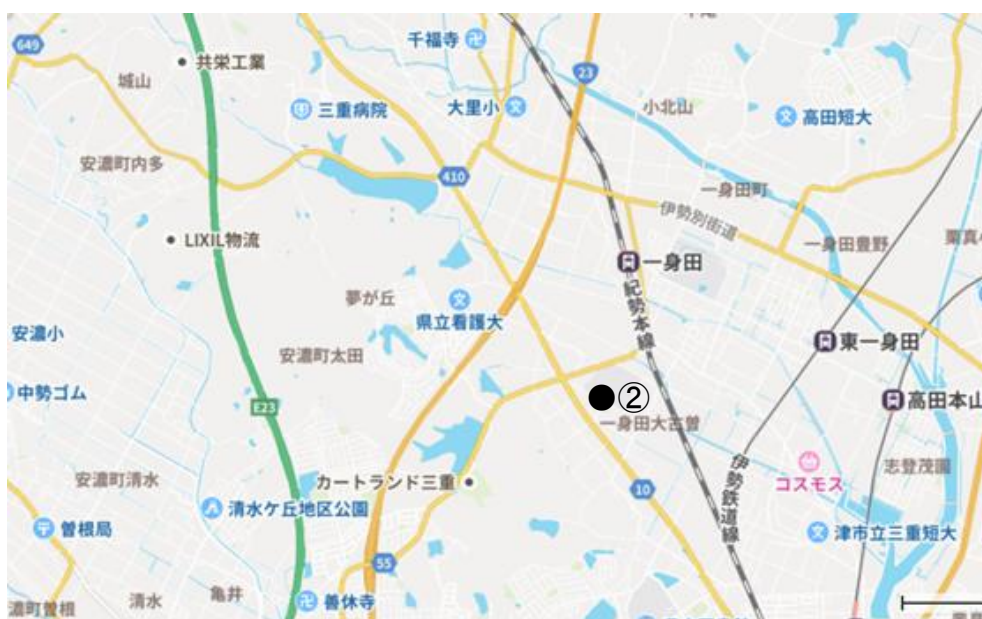 649
千福寺
共栄工業
城山
23
三重病院
大里小
小北山
高田短大
安濃町内多
410
一身田町
伊勢別街道
LIXIL物流
一身田豊野
一身田
夢が丘
紀勢本線
県立看護大
安濃小
安濃町太田
東一身田
中勢ゴム
E23
●②
高田本山
一身田大古曽
伊勢鉄道線
志登茂園
安濃町清水
カートランド三重
10
コスモス
清水ケ丘地区公園
曽根局
津市立三重短大
55
亀井
清水
善休寺
濃町曽根